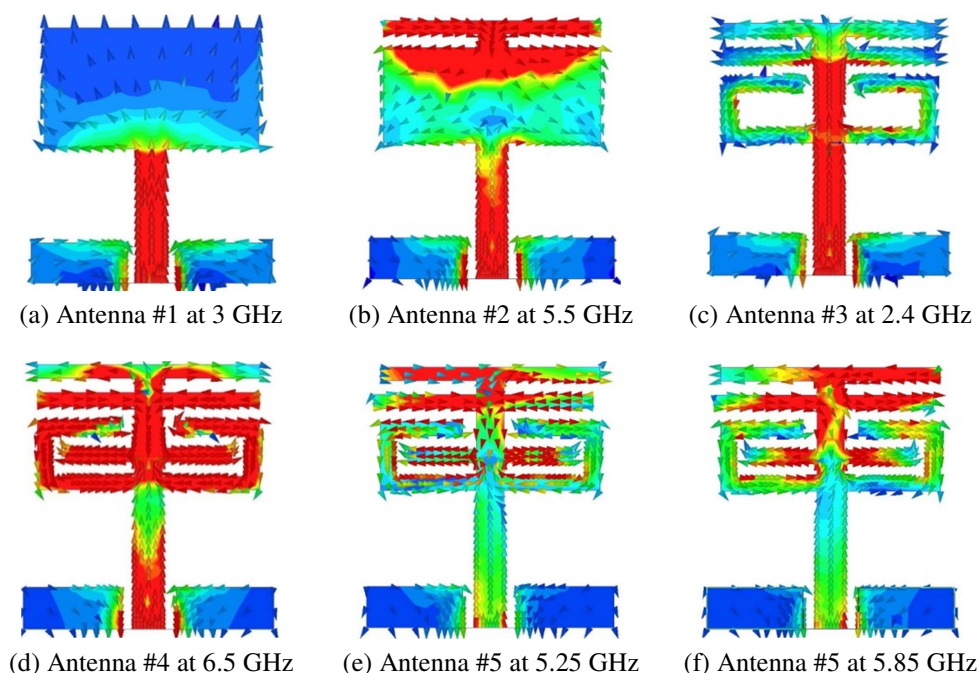 (a) Antenna #1 at 3 GHz
(b) Antenna #2 at 5.5 GHz
(c) Antenna #3 at 2.4 GHz
(d) Antenna #4 at 6.5 GHz
(e) Antenna #5 at 5.25 GHz
(f) Antenna #5 at 5.85 GHz